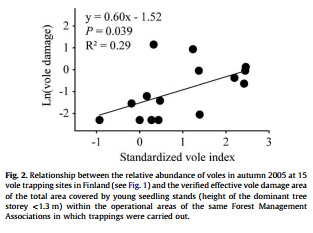 y = 0.60x - 1.52
P = 0.039
R² = 0.29
Ln(vole damage)
2
1
0
-1
-2
-1 0 1 2 3
Standardized vole index
Fig. 2. Relationship between the relative abundance of voles in autumn 2005 at 15
vole trapping sites in Finland (see Fig. 1) and the verified effective vole damage area
of the total area covered by young seedling stands (height of the dominant tree
storey <1.3 m) within the operational areas of the same Forest Management
Associations in which trappings were carried out.